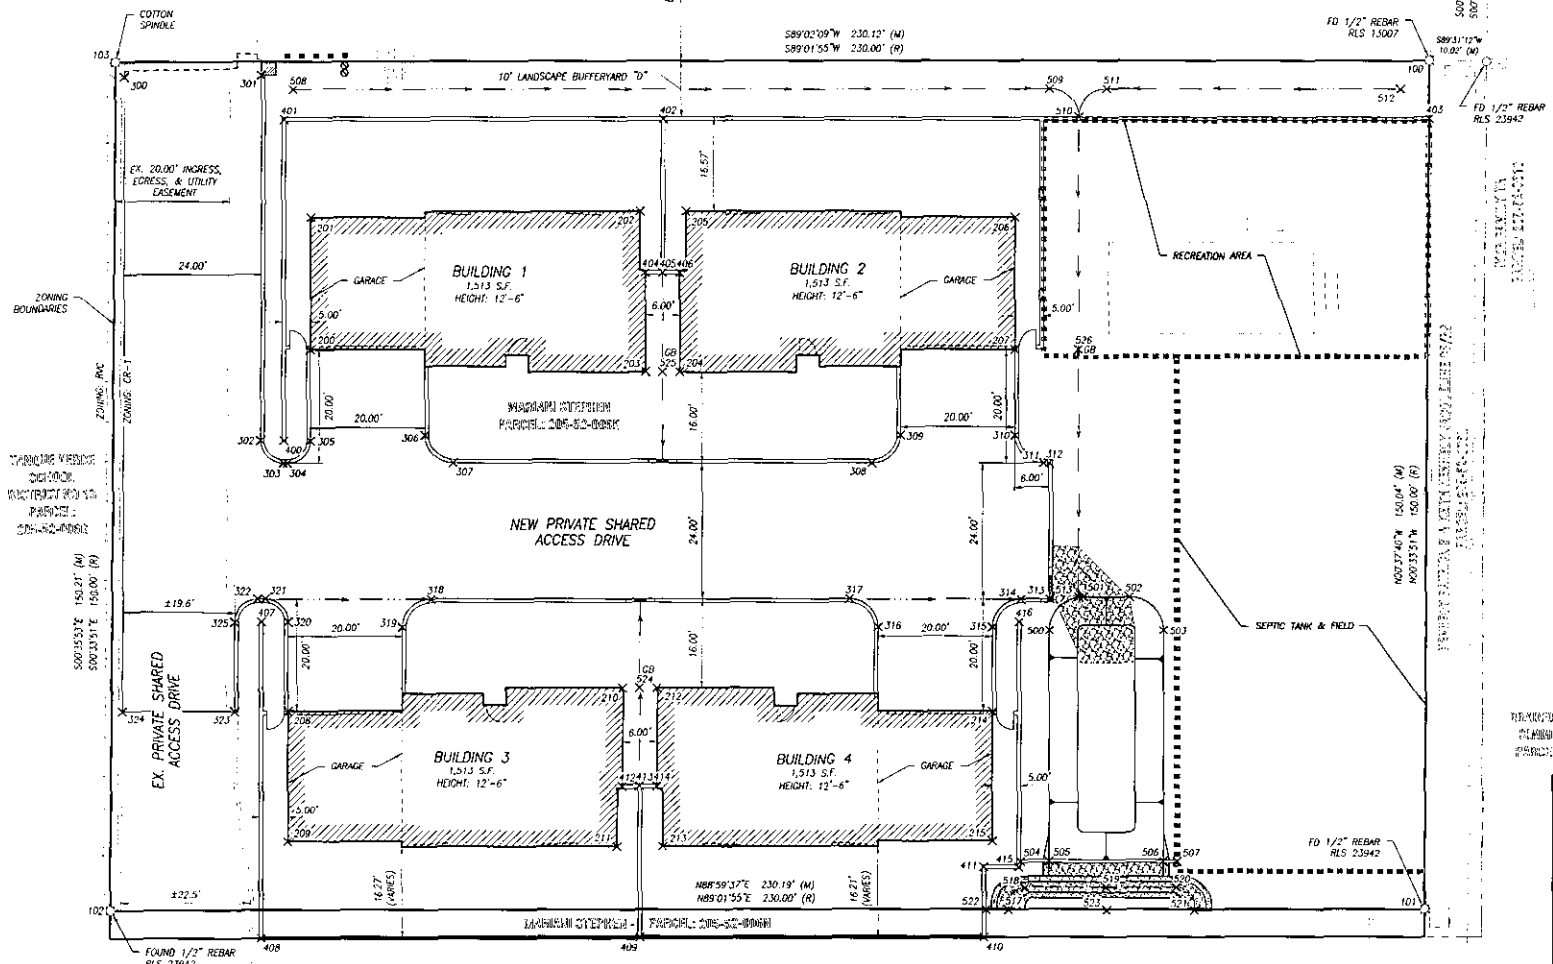 COTTON
SPINDLE
103
300
301
508
S89°02'09"W 230.12' (M)
S89°01'55"W 230.00' (R)
10' LANDSCAPE BUFFERYARD "D"
FD 1/2" REBAR
RLS 13007
S89°31'12"W
10.02' (M)
100
509
511
512
510
FD 1/2" REBAR
RLS 23942
401
402
403
EX. 20.00' INGRESS,
EGRESS, & UTILITY
EASEMENT
16.57'
201
202
205
206
24.00'
GARAGE
BUILDING 1
1,513 S.F.
HEIGHT: 12'-6"
404
405
406
6.00'
BUILDING 2
1,513 S.F.
HEIGHT: 12'-6"
GARAGE
RECREATION AREA
ZONING
BOUNDARIES
5.00'
5.00'
200
203
GB
525
204
207
526
GB
ZONING: RVC
ZONING: CR-1
20.00'
20.00'
MARIANI STEPHEN
16.00'
20.00'
20.00'
302
400
305
306
309
310
303
304
307
308
311
312
6.00'
NEW PRIVATE SHARED
ACCESS DRIVE
24.00'
24.00'
N00°37'40"W 150.04' (M)
N00°33'51"W 150.00' (R)
S00°35'53"E 150.21' (M)
S00°33'51"E 150.00' (R)
322
321
318
317
314
313
513
501
502
±19.6'
407
416
325
320
319
316
315
500
503
20.00'
20.00'
16.00'
20.00'
20.00'
SEPTIC TANK & FIELD
GB
524
324
323
208
210
212
214
EX. PRIVATE SHARED
ACCESS DRIVE
6.00'
GARAGE
BUILDING 3
1,513 S.F.
HEIGHT: 12'-6"
412
413
414
BUILDING 4
1,513 S.F.
HEIGHT: 12'-6"
GARAGE
5.00'
5.00'
209
211
213
215
504
505
506
507
FD 1/2" REBAR
RLS 23942
411
415
±22.5'
16.27'
(VARIES)
N88°59'37"E 230.19' (M)
N89°01'55"E 230.00' (R)
16.21'
(VARIES)
518
519
520
102
522
517
523
521
101
MARIANI STEPHEN -
408
409
410
FOUND 1/2" REBAR
RLS 23942